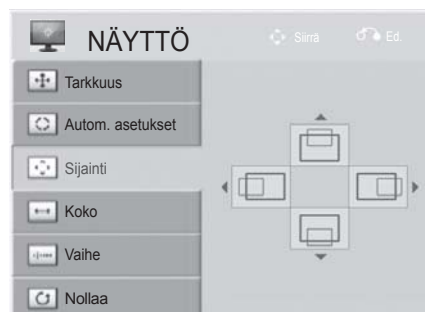 NÄYTTÖ
Siirrä
Ed.
Tarkkuus
Autom. asetukset
Sijainti
Koko
Vaihe
Nollaa